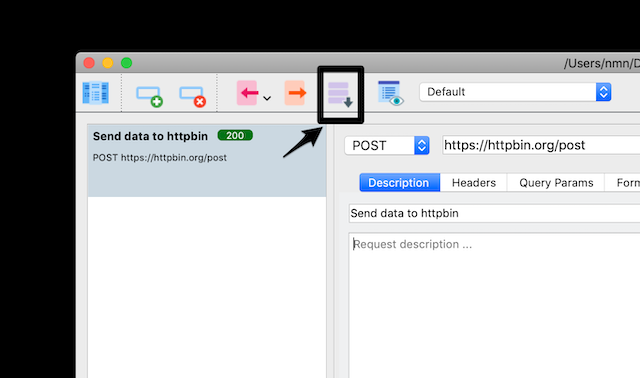 /Users/nmn/D
Default
Send data to httpbin 200
POST https://httpbin.org/post
POST https://httpbin.org/post
Description Headers Query Params Form
Send data to httpbin
Request description ...